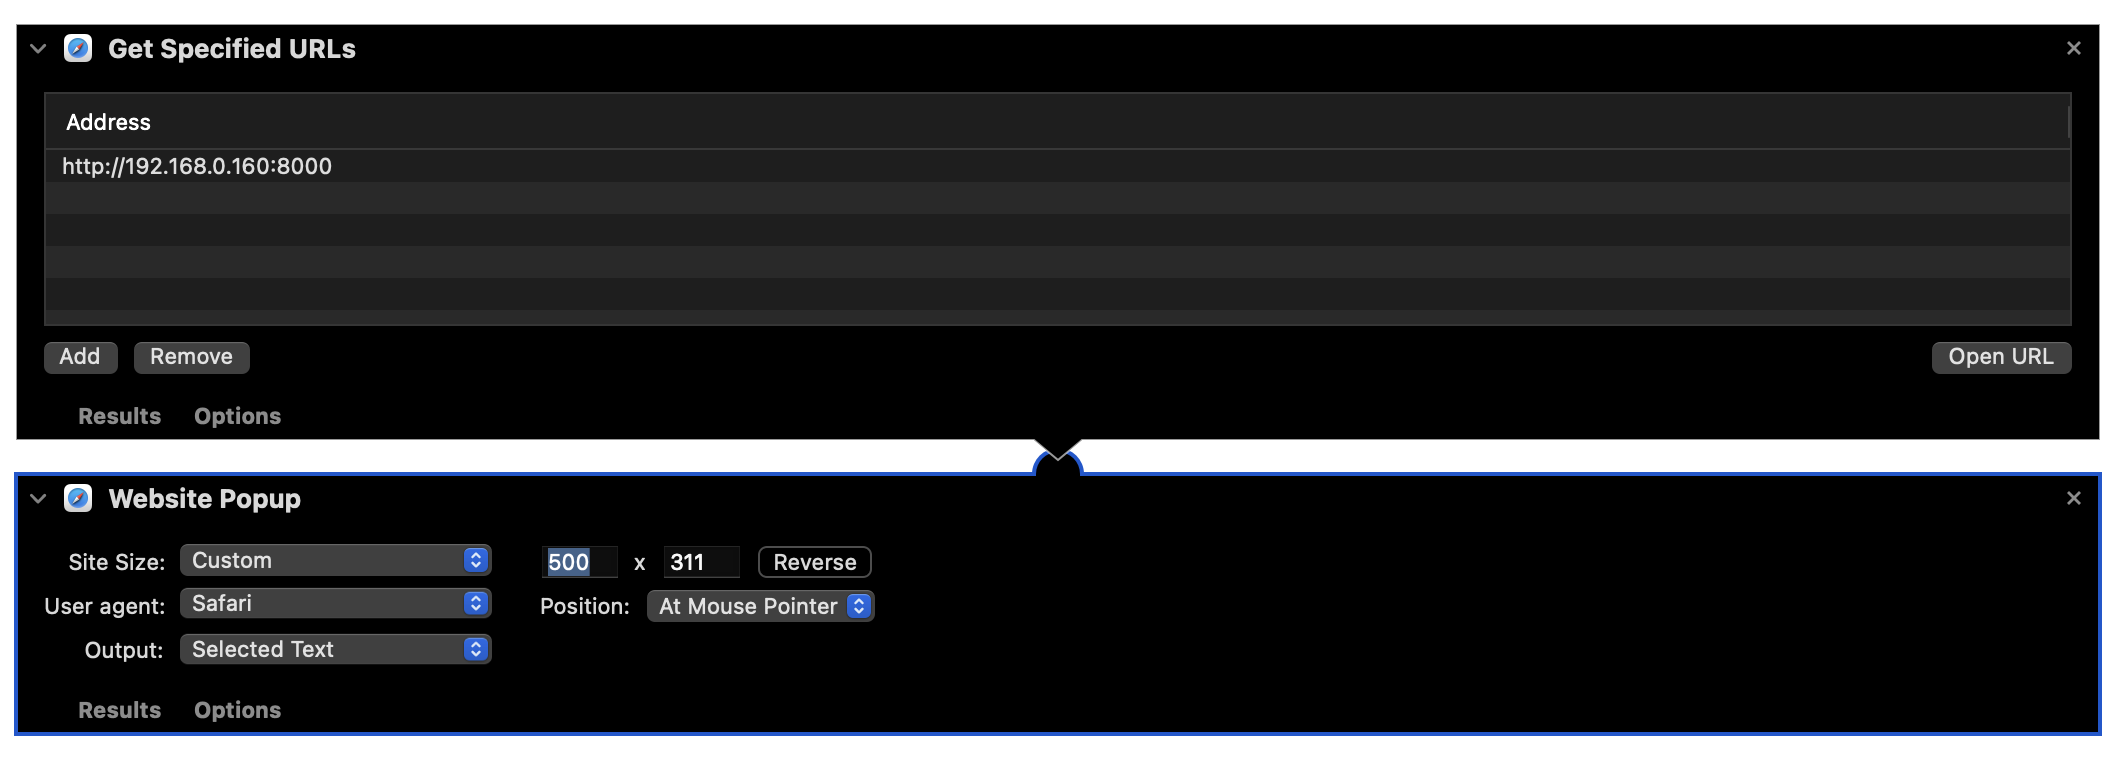 Get Specified URLs
Address
http://192.168.0.160:8000
Add Remove Open URL
Results Options
Website Popup
Site Size: Custom 500 x 311 Reverse
User agent: Safari Position: At Mouse Pointer
Output: Selected Text
Results Options